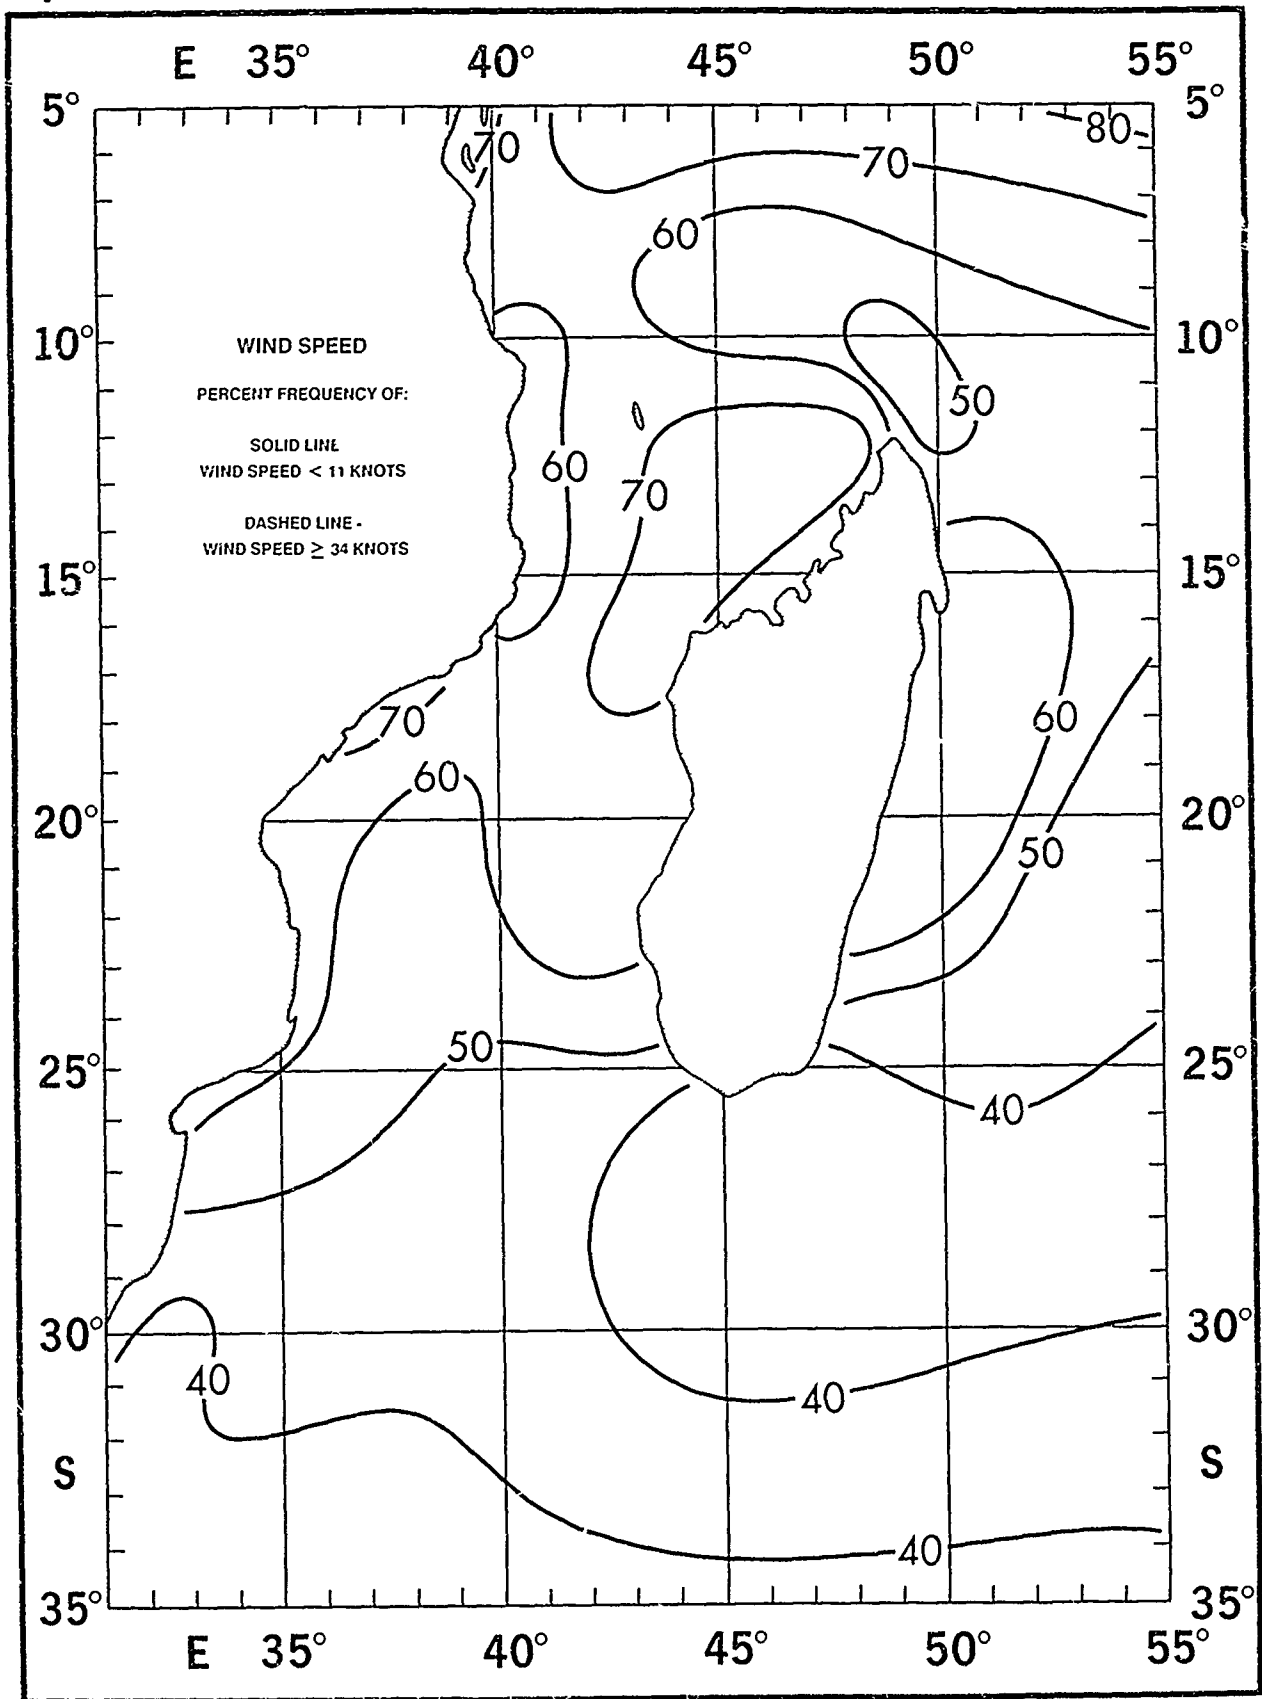 E 35° 40° 45° 50° 55°
5° 5°
80
70 70
60
10° 10°
WIND SPEED
PERCENT FREQUENCY OF:
50
SOLID LINE
WIND SPEED < 11 KNOTS
60
70
DASHED LINE -
WIND SPEED ≥ 34 KNOTS
15° 15°
70 60
60
20° 20°
50
50
25° 25°
40
30° 30°
40 40
S S
40
35° 35°
E 35° 40° 45° 50° 55°